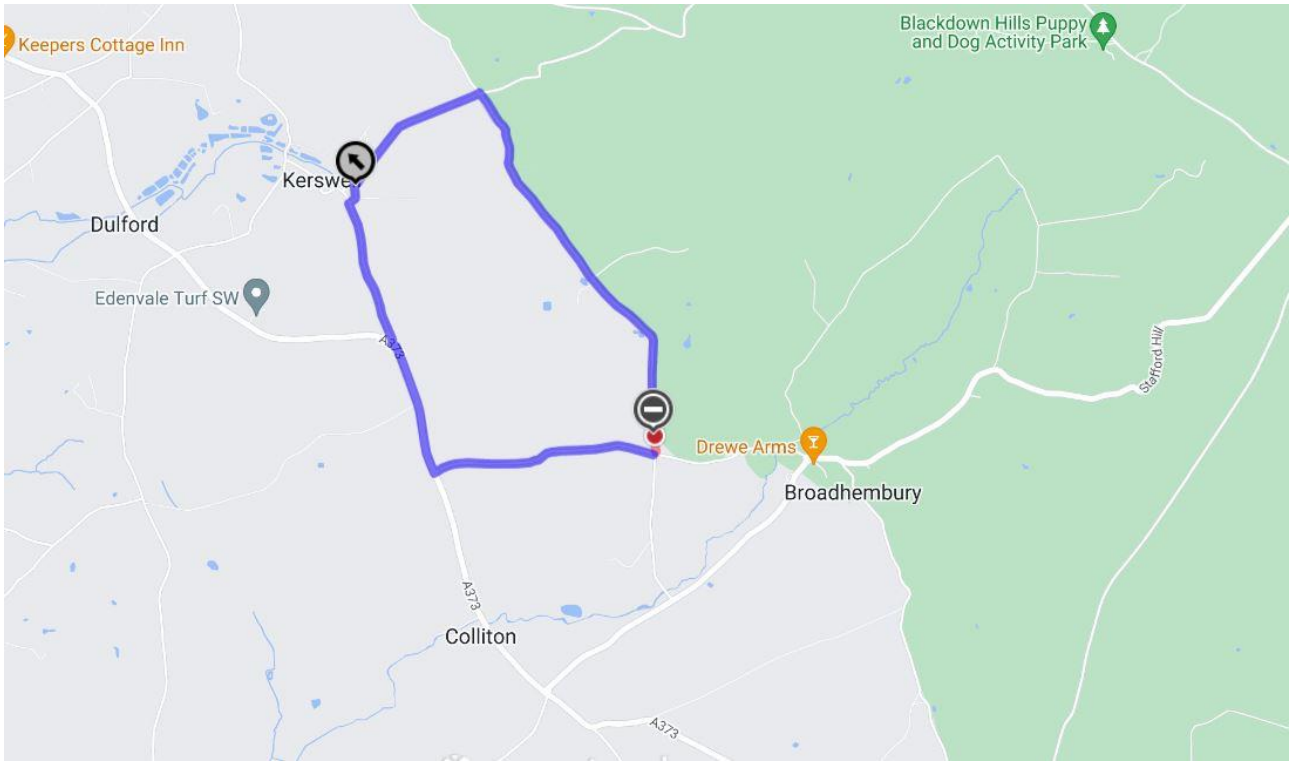 Blackdown Hills Puppy
and Dog Activity Park
Keepers Cottage Inn
Dulford
Edenvale Turf SW
A373
Stafford Hill
Drewe Arms
Broadhembury
A373
Colliton
A373